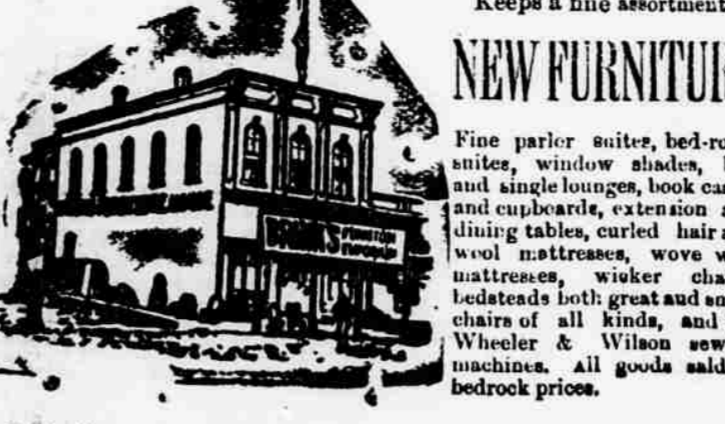 Keeps a fine assortment
NEW FURNITUR
Fine parlor suites, bed-ro
suites, window shades,
and single lounges, book ca
and cupboards, extension
dining tables, curled hair
wool mattresses, wove w
mattresses, wicker cha
bedsteads both great and sm
chairs of all kinds, and
Wheeler & Wilson sew
machines. All goods sald
bedrock prices.